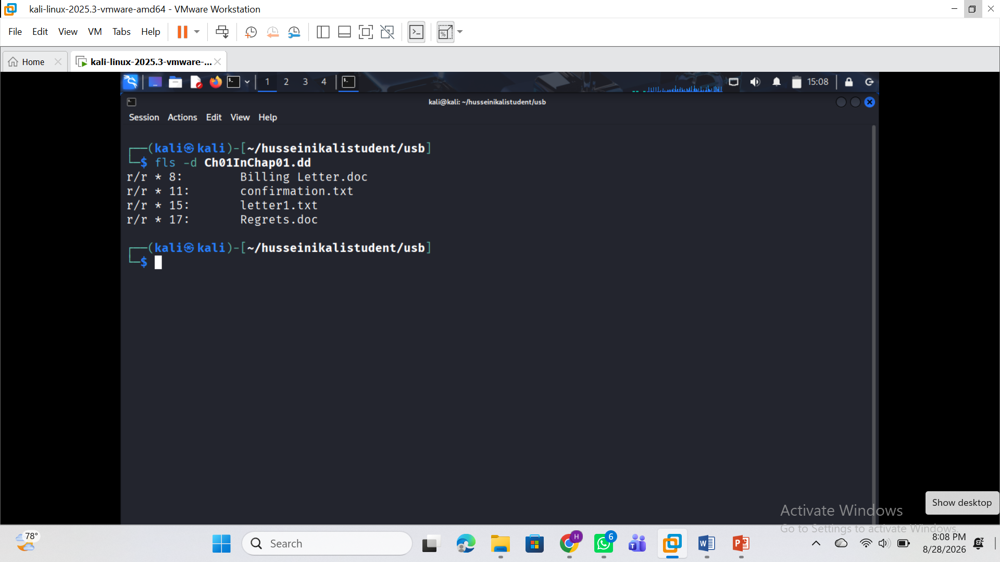 kali-linux-2025.3-vmware-amd64 - VMware Workstation
File Edit View VM Tabs Help
Home
kali-linux-2025.3-vmware-...
1 2 3 4
15:08
kali@kali: ~/husseinikalistudent/usb
Session Actions Edit View Help
┌──(kali㉿kali)-[~/husseinikalistudent/usb]
└─$ fls -d Ch01InChap01.dd
r/r * 8: Billing Letter.doc
r/r * 11: confirmation.txt
r/r * 15: letter1.txt
r/r * 17: Regrets.doc
┌──(kali㉿kali)-[~/husseinikalistudent/usb]
└─$
Show desktop
Activate Windows
Go to Settings to activate Windows.
78°
Search
H
6
8:08 PM
8/28/2026